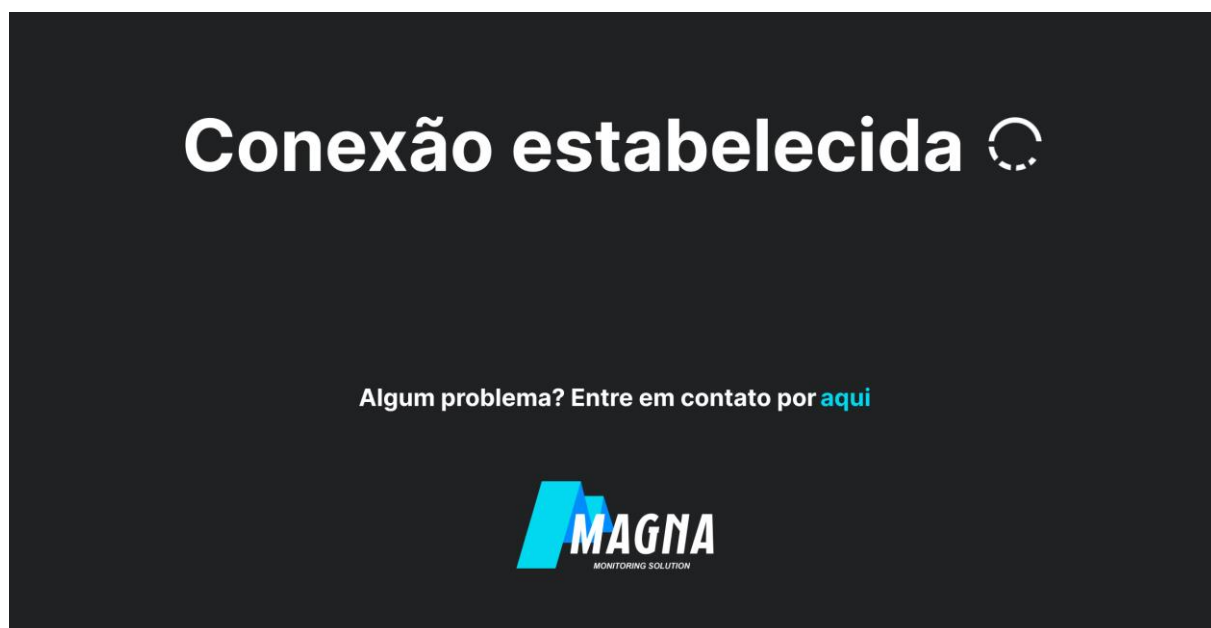 Conexão estabelecida
Algum problema? Entre em contato por aqui
MAGNA
MONITORING SOLUTION